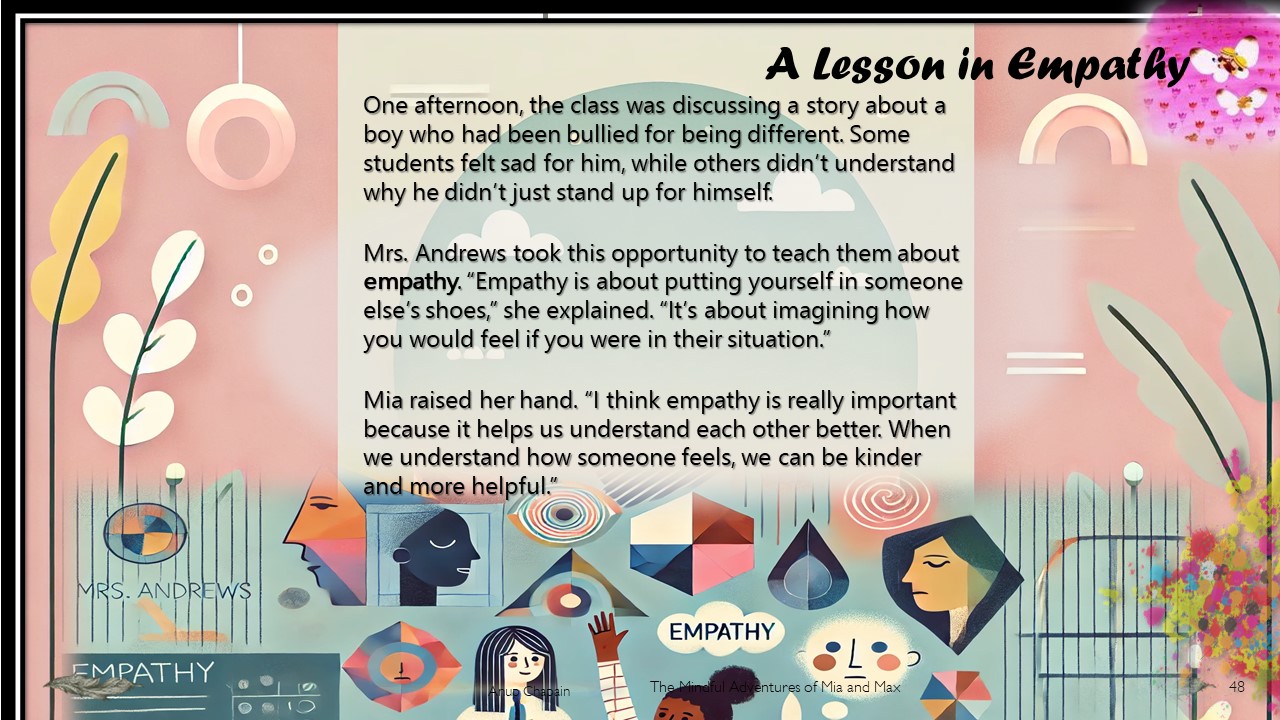 A Lesson in Empathy
One afternoon, the class was discussing a story about a
boy who had been bullied for being different. Some
students felt sad for him, while others didn’t understand
why he didn’t just stand up for himself.
Mrs. Andrews took this opportunity to teach them about
empathy. “Empathy is about putting yourself in someone
else’s shoes,” she explained. “It’s about imagining how
you would feel if you were in their situation.”
Mia raised her hand. “I think empathy is really important
because it helps us understand each other better. When
we understand how someone feels, we can be kinder
and more helpful.”
MRS. ANDREWS
EMPATHY
EMPATHY
Anup Chapain
The Mindful Adventures of Mia and Max
48